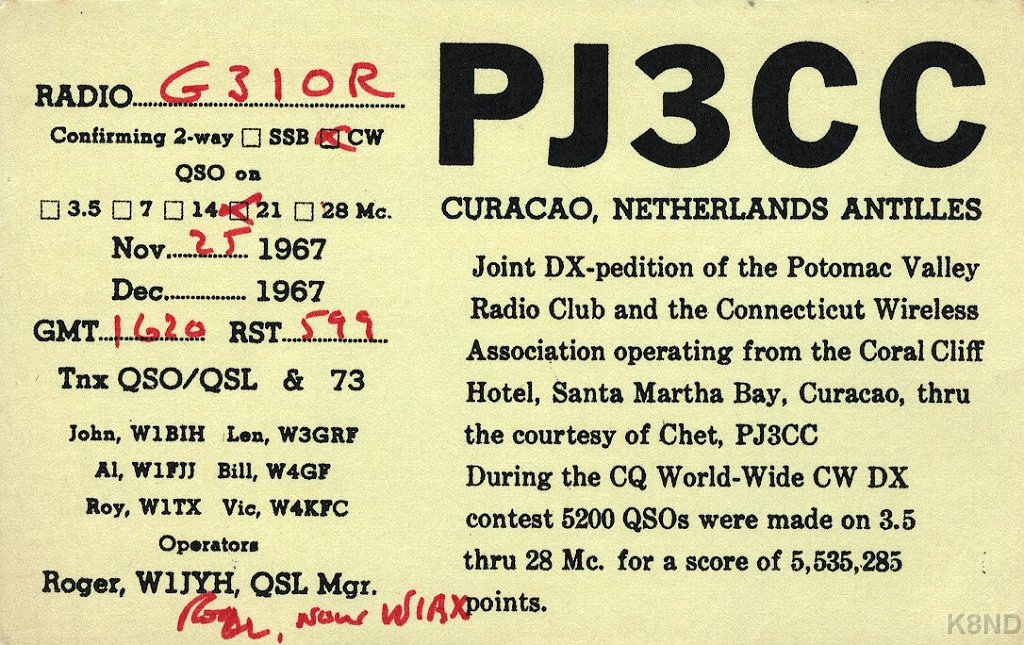 RADIO G3IOR
Confirming 2-way ☐ SSB ☒ CW
QSO on
☐ 3.5 ☐ 7 ☐ 14 ☒ 21 ☐ 28 Mc.
Nov. 25 1967
Dec. 1967
GMT 1620 RST 599
Tnx QSO/QSL & 73
John, W1BIH Len, W3GRF
Al, W1FJJ Bill, W4GF
Roy, W1TX Vic, W4KFC
Operators
Roger, W1JYH, QSL Mgr.
now W1AX
PJ3CC
CURACAO, NETHERLANDS ANTILLES
Joint DX-pedition of the Potomac Valley
Radio Club and the Connecticut Wireless
Association operating from the Coral Cliff
Hotel, Santa Martha Bay, Curacao, thru
the courtesy of Chet, PJ3CC
During the CQ World-Wide CW DX
contest 5200 QSOs were made on 3.5
thru 28 Mc. for a score of 5,535,285
points.
K8ND